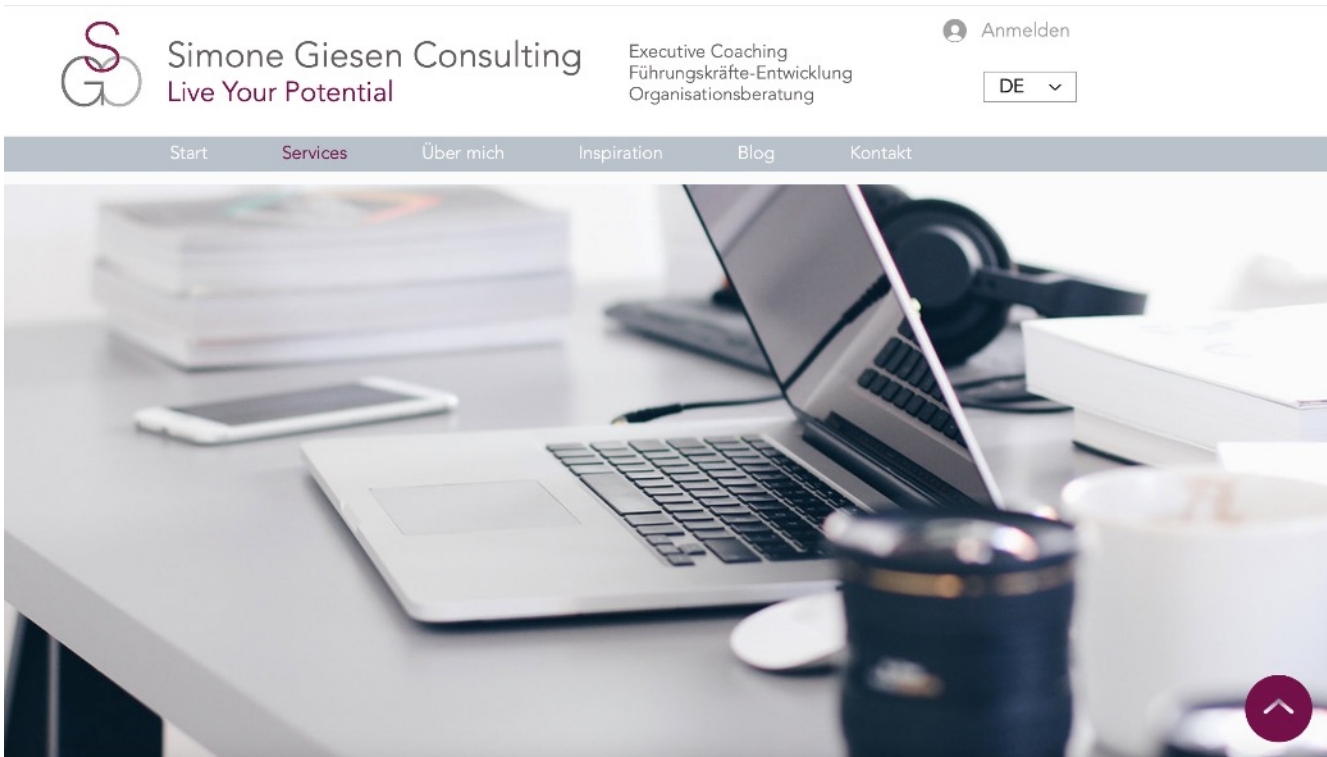 SGC
Simone Giesen Consulting
Live Your Potential
Executive Coaching
Führungskräfte-Entwicklung
Organisationsberatung
Anmelden
DE
Start Services Über mich Inspiration Blog Kontakt